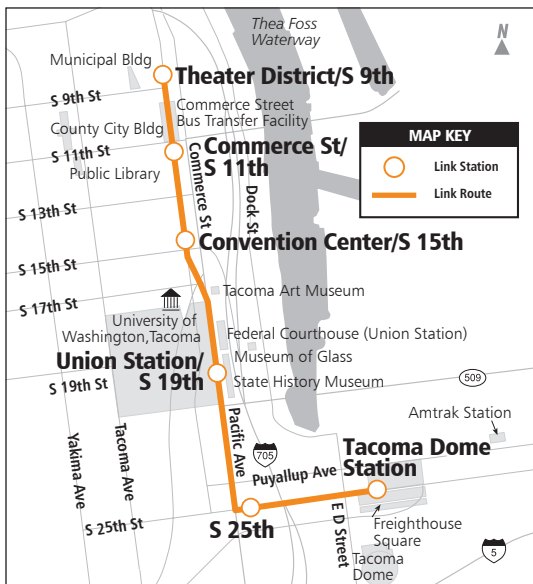 Thea Foss
Waterway
N
Municipal Bldg
Theater District/S 9th
S 9th St
Commerce Street
Bus Transfer Facility
County City Bldg
S 11th St
Commerce St/
S 11th
Public Library
MAP KEY
Link Station
Link Route
Commerce St
Dock St
S 13th St
Convention Center/S 15th
S 15th St
S 17th St
Tacoma Art Museum
University of
Washington,Tacoma
Federal Courthouse (Union Station)
Museum of Glass
Union Station/
S 19th
State History Museum
S 19th St
509
Pacific Ave
Amtrak Station
Yakima Ave
Tacoma Ave
705
Puyallup Ave
Tacoma Dome
Station
S 25th St
S 25th
E D Street
Freighthouse
Square
Tacoma
Dome
5